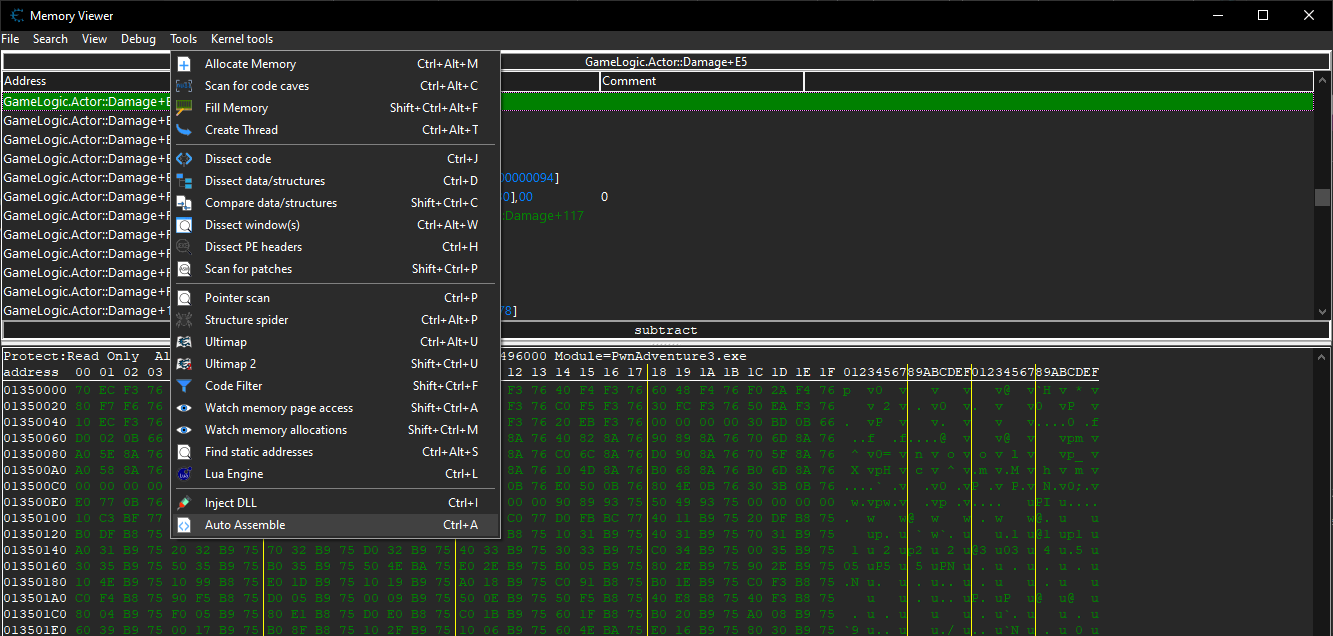 Memory Viewer
File Search View Debug Tools Kernel tools
GameLogic.Actor::Damage+E5
Address Comment
Allocate Memory Ctrl+Alt+M
Scan for code caves Ctrl+Alt+C
Fill Memory Shift+Ctrl+Alt+F
Create Thread Ctrl+Alt+T
Dissect code Ctrl+J
Dissect data/structures Ctrl+D
Compare data/structures Shift+Ctrl+C
Dissect window(s) Ctrl+Alt+W
Dissect PE headers Ctrl+H
Scan for patches Shift+Ctrl+P
Pointer scan Ctrl+P
Structure spider Ctrl+Alt+P
Ultimap Ctrl+Alt+U
Ultimap 2 Shift+Ctrl+U
Code Filter Shift+Ctrl+F
Watch memory page access Shift+Ctrl+A
Watch memory allocations Shift+Ctrl+M
Find static addresses Ctrl+Alt+S
Lua Engine Ctrl+L
Inject DLL Ctrl+I
Auto Assemble Ctrl+A
GameLogic.Actor::Damage+E
GameLogic.Actor::Damage+E
GameLogic.Actor::Damage+E
GameLogic.Actor::Damage+E
GameLogic.Actor::Damage+E 00000094]
GameLogic.Actor::Damage+F ],00 0
GameLogic.Actor::Damage+F :Damage+117
GameLogic.Actor::Damage+F
GameLogic.Actor::Damage+F
GameLogic.Actor::Damage+F
GameLogic.Actor::Damage+F
GameLogic.Actor::Damage+1 78]
subtract
Protect:Read Only Al 496000 Module=PwnAdventure3.exe
address 00 01 02 03 12 13 14 15 16 17 18 19 1A 1B 1C 1D 1E 1F 0123456789ABCDEF0123456789ABCDEF
01350000 70 EC F3 76 F3 76 40 F4 F3 76 60 48 F4 76 F0 2A F4 76
01350020 80 F7 F6 76 F3 76 C0 F5 F3 76 30 FC F3 76 50 EA F3 76
01350040 10 EC F3 76 F3 76 20 EB F3 76 00 00 00 00 30 BD 0B 66
01350060 D0 02 0B 66 8A 76 40 82 8A 76 90 89 8A 76 70 6D 8A 76
01350080 A0 5E 8A 76 8A 76 C0 6C 8A 76 D0 90 8A 76 70 5F 8A 76
013500A0 A0 58 8A 76 8A 76 10 4D 8A 76 B0 68 8A 76 B0 6D 8A 76
013500C0 00 00 00 00 0B 76 E0 50 0B 76 80 4E 0B 76 30 3B 0B 76
013500E0 E0 77 0B 76 00 00 90 89 93 75 50 49 93 75 00 00 00 00
01350100 10 C3 BF 77 C0 77 D0 FB BC 77 40 11 B9 75 20 DF B8 75
01350120 B0 DF B8 75 B8 75 10 31 B9 75 40 31 B9 75 70 31 B9 75
01350140 A0 31 B9 75 20 32 B9 75 70 32 B9 75 D0 32 B9 75 40 33 B9 75 30 33 B9 75 C0 34 B9 75 00 35 B9 75
01350160 30 35 B9 75 50 35 B9 75 B0 35 B9 75 50 4E BA 75 E0 2E B9 75 B0 05 B9 75 80 2E B9 75 90 2E B9 75
01350180 10 4E B9 75 10 99 B8 75 E0 1D B9 75 10 19 B9 75 A0 18 B9 75 C0 91 B8 75 B0 1E B9 75 C0 F3 B8 75
013501A0 C0 F4 B8 75 90 F5 B8 75 D0 05 B9 75 00 09 B9 75 50 0E B9 75 50 F5 B8 75 40 E8 B8 75 40 F3 B8 75
013501C0 80 04 B9 75 F0 05 B9 75 80 E1 B8 75 D0 E0 B8 75 C0 1B B9 75 60 1F B8 75 B0 20 B9 75 A0 08 B9 75
013501E0 60 39 B9 75 00 17 B9 75 B0 8F B8 75 10 2F B9 75 10 06 B9 75 60 4E BA 75 E0 16 B9 75 80 30 B9 75